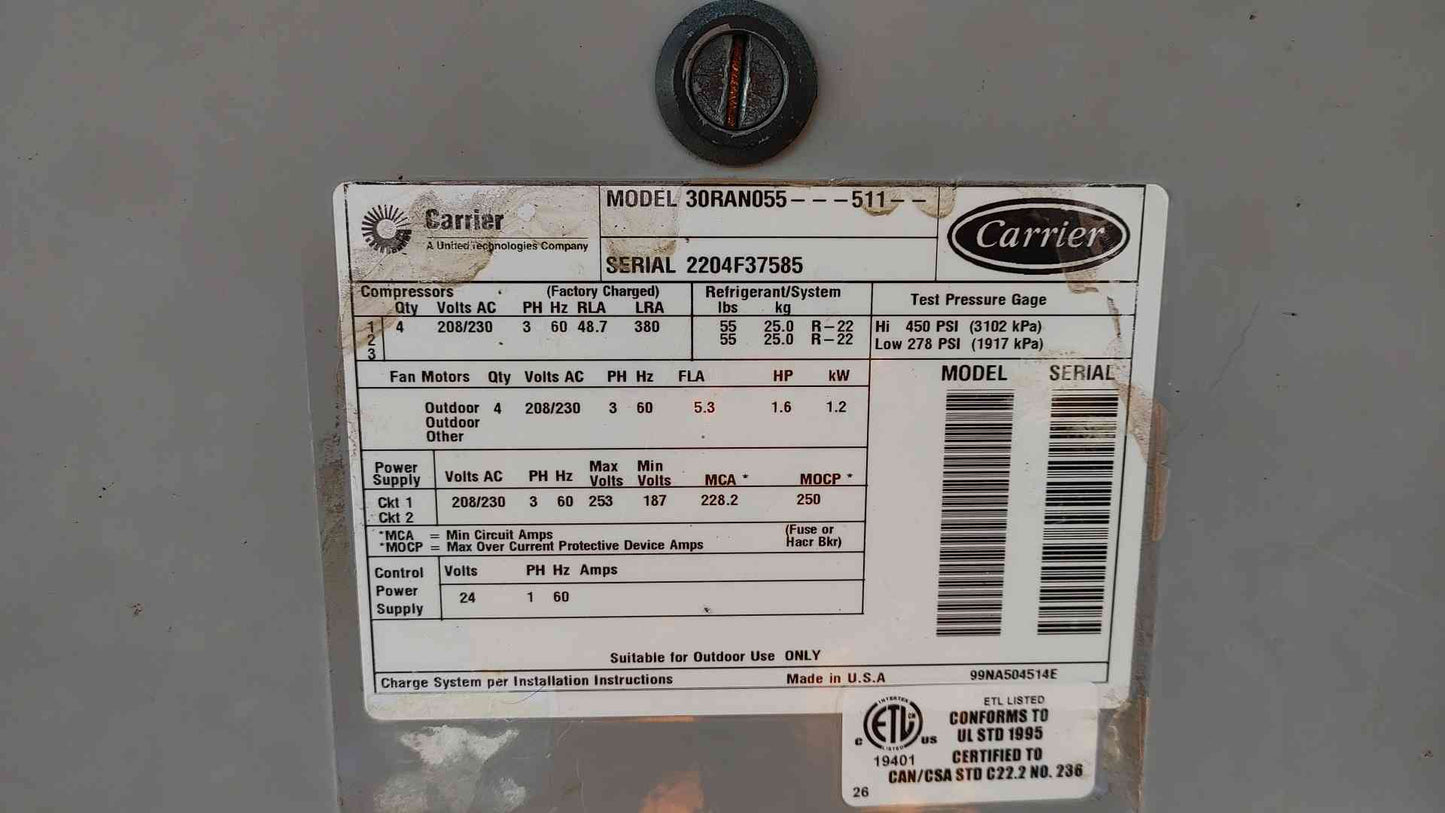 Carrier
A United Technologies Company
MODEL 30RAN055---511--
SERIAL 2204F37585
Carrier
Compressors (Factory Charged)
Qty Volts AC PH Hz RLA LRA
1 4 208/230 3 60 48.7 380
2
3
Refrigerant/System
lbs kg
55 25.0 R-22
55 25.0 R-22
Test Pressure Gage
Hi 450 PSI (3102 kPa)
Low 278 PSI (1917 kPa)
Fan Motors Qty Volts AC PH Hz FLA HP kW
Outdoor 4 208/230 3 60 5.3 1.6 1.2
Outdoor
Other
MODEL SERIAL
Power Supply Volts AC PH Hz Max Volts Min Volts MCA * MOCP *
Ckt 1 208/230 3 60 253 187 228.2 250
Ckt 2
*MCA = Min Circuit Amps
*MOCP = Max Over Current Protective Device Amps
(Fuse or
Hacr Bkr)
Control Power Supply
Volts PH Hz Amps
24 1 60
Suitable for Outdoor Use ONLY
Charge System per Installation Instructions Made in U.S.A 99NA504514E
INTERTEK
ETL
LISTED
C US
19401
26
ETL LISTED
CONFORMS TO
UL STD 1995
CERTIFIED TO
CAN/CSA STD C22.2 NO. 236